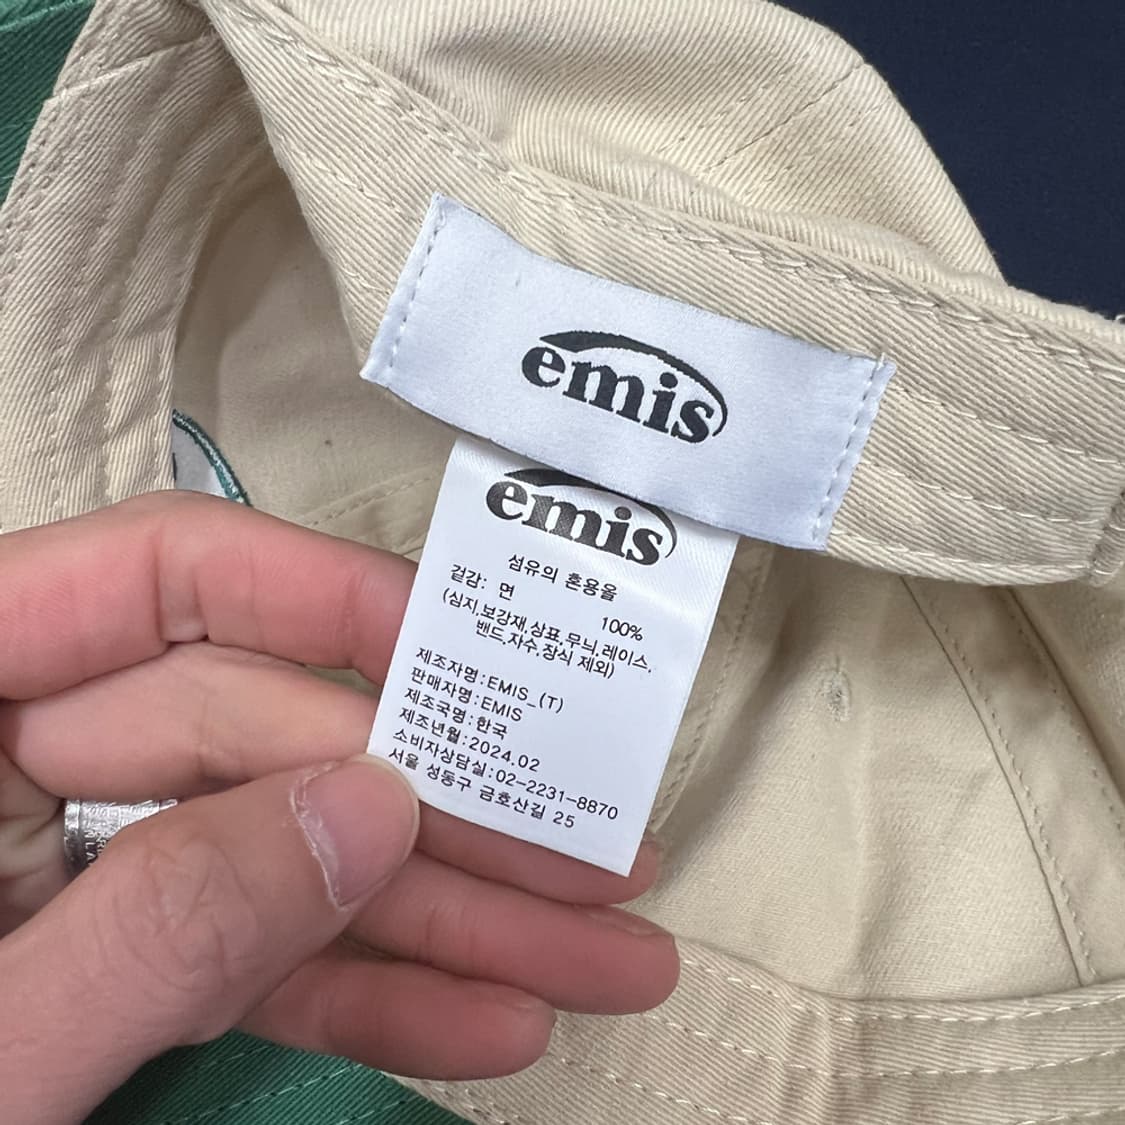 emis
emis
섬유의 혼용율
겉감: 면 100%
(심지,보강재,상표,무늬,레이스,
밴드,자수,장식 제외)
제조자명:EMIS_(T)
판매자명:EMIS
제조국명:한국
제조년월:2024.02
소비자상담실:02-2231-8870
서울 성동구 금호산길 25